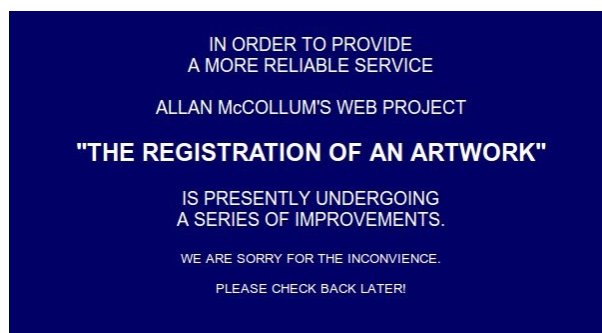 IN ORDER TO PROVIDE
A MORE RELIABLE SERVICE
ALLAN McCOLLUM'S WEB PROJECT
"THE REGISTRATION OF AN ARTWORK"
IS PRESENTLY UNDERGOING
A SERIES OF IMPROVEMENTS.
WE ARE SORRY FOR THE INCONVIENCE.
PLEASE CHECK BACK LATER!